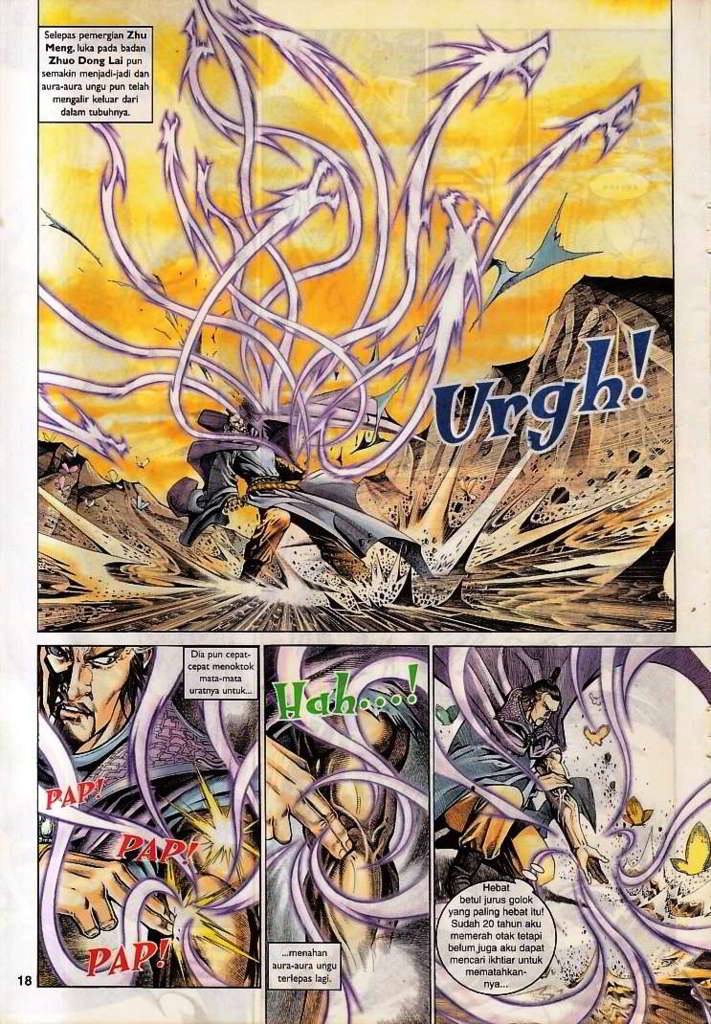 Selepas pemergian Zhu
Meng, luka pada badan
Zhuo Dong Lai pun
semakin menjadi-jadi dan
aura-aura ungu pun telah
mengalir keluar dari
dalam tubuhnya.
Urgh!
Dia pun cepat-
cepat menoktok
mata-mata
uratnya untuk...
PAP!
PAP!
PAP!
Hah...!
...menahan
aura-aura ungu
terlepas lagi.
Hebat
betul jurus golok
yang paling hebat itu!
Sudah 20 tahun aku
memerah otak tetapi
belum juga aku dapat
mencari ikhtiar untuk
mematahkan-
nya...
18